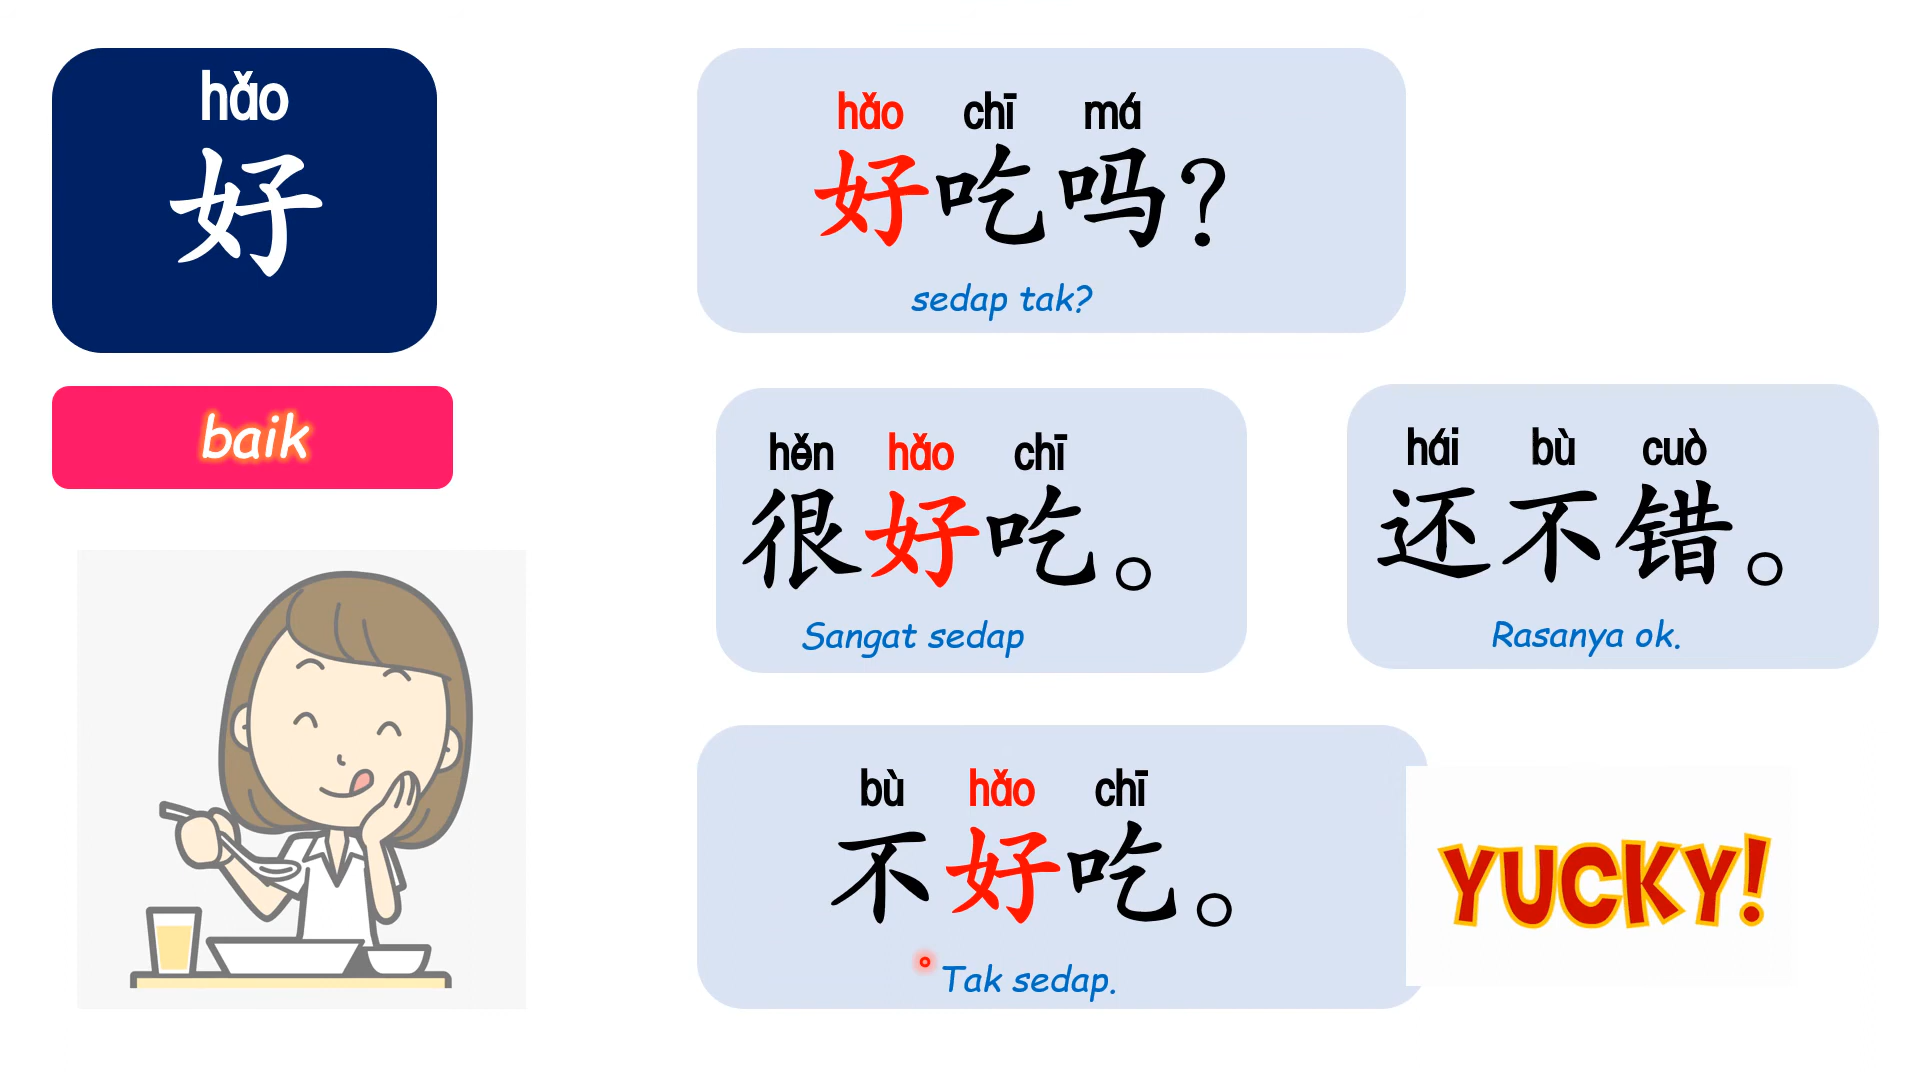 hǎo
好
baik
hǎo chī má
好吃吗?
sedap tak?
hěn hǎo chī
很好吃。
Sangat sedap
hái bù cuò
还不错。
Rasanya ok.
bù hǎo chī
不好吃。
Tak sedap.
YUCKY!